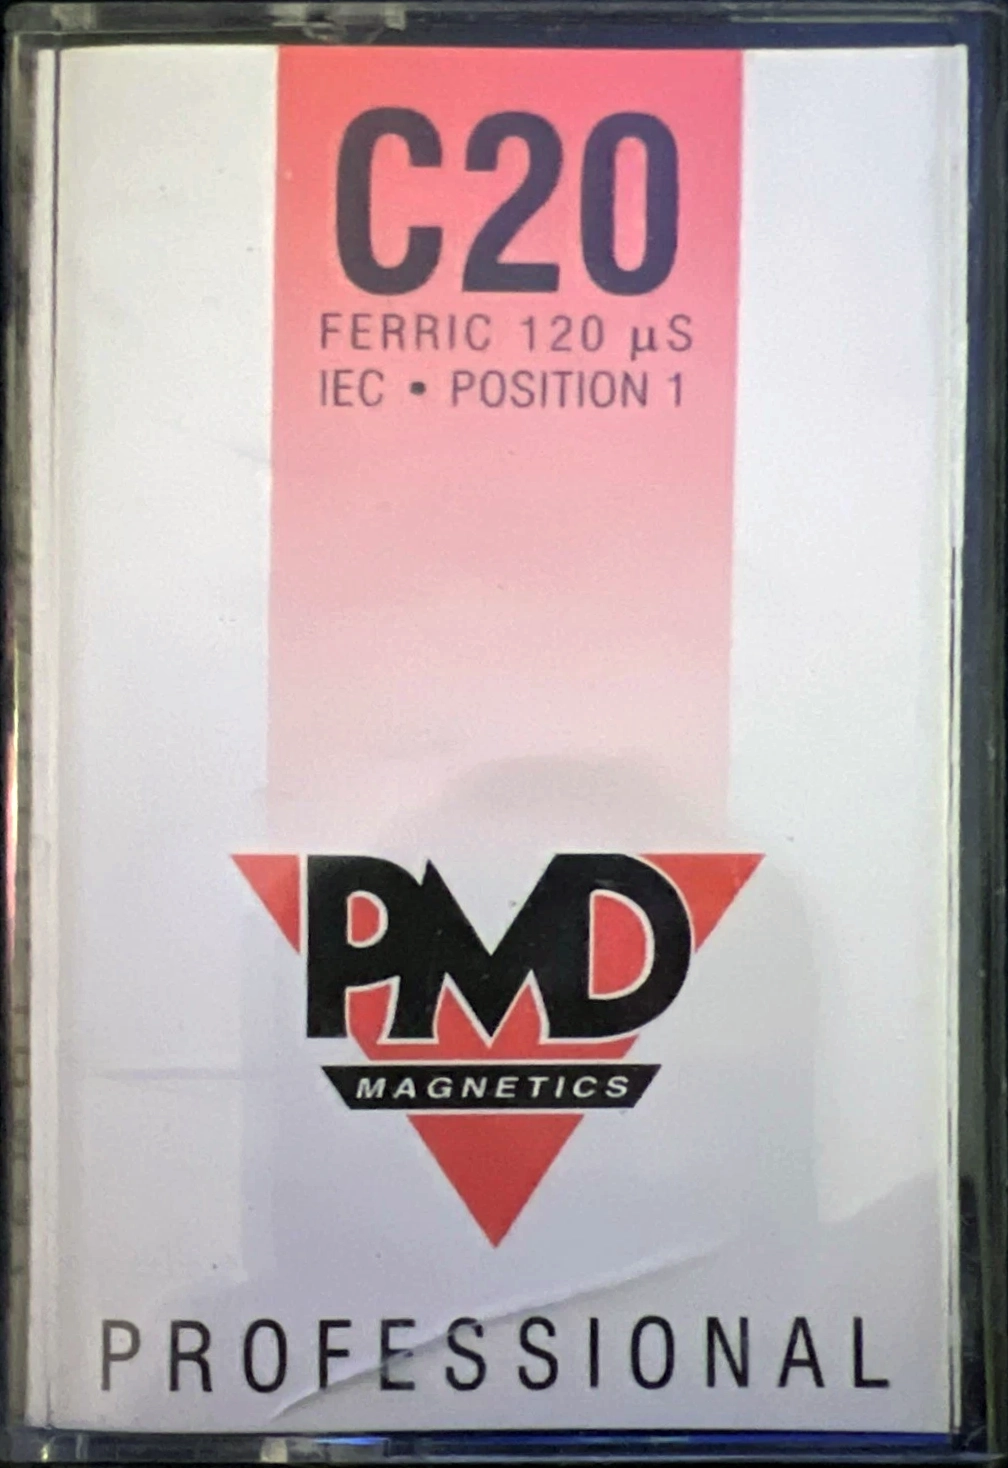 C20
FERRIC 120 µS
IEC • POSITION 1
PMD
MAGNETICS
PROFESSIONAL